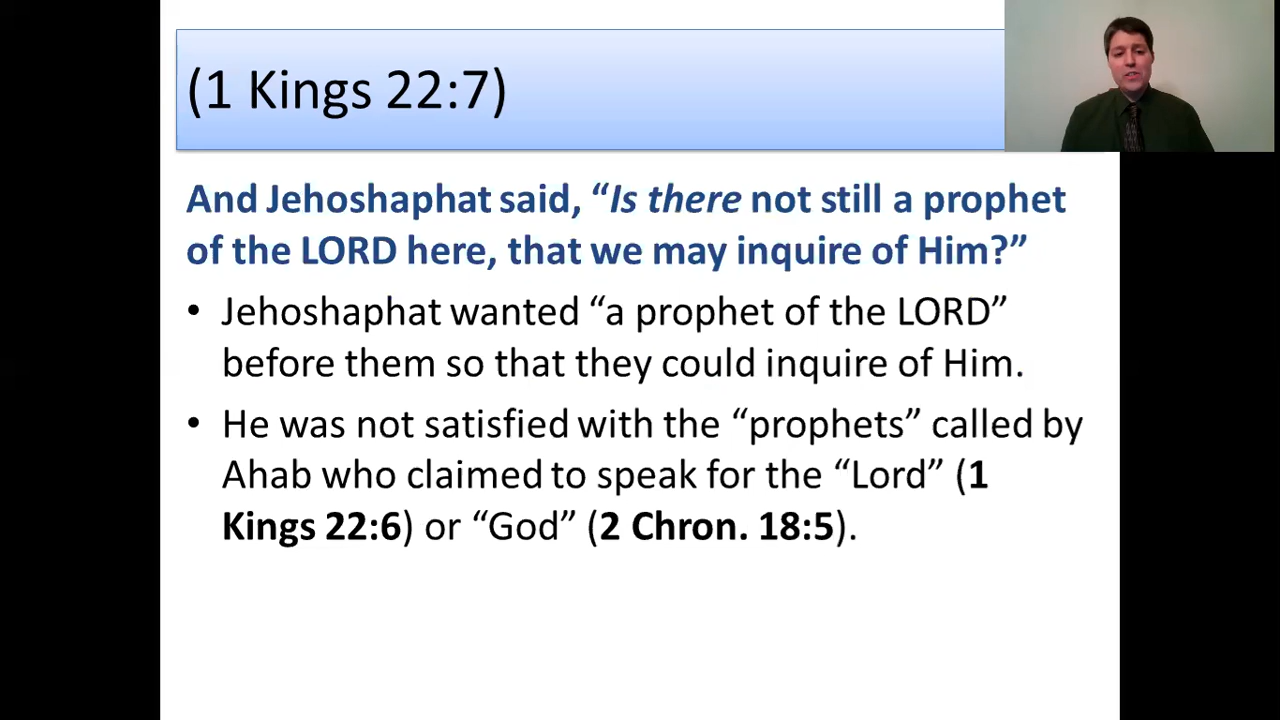 (1 Kings 22:7)
And Jehoshaphat said, “Is there not still a prophet
of the LORD here, that we may inquire of Him?”
• Jehoshaphat wanted “a prophet of the LORD”
before them so that they could inquire of Him.
• He was not satisfied with the “prophets” called by
Ahab who claimed to speak for the “Lord” (1
Kings 22:6) or “God” (2 Chron. 18:5).